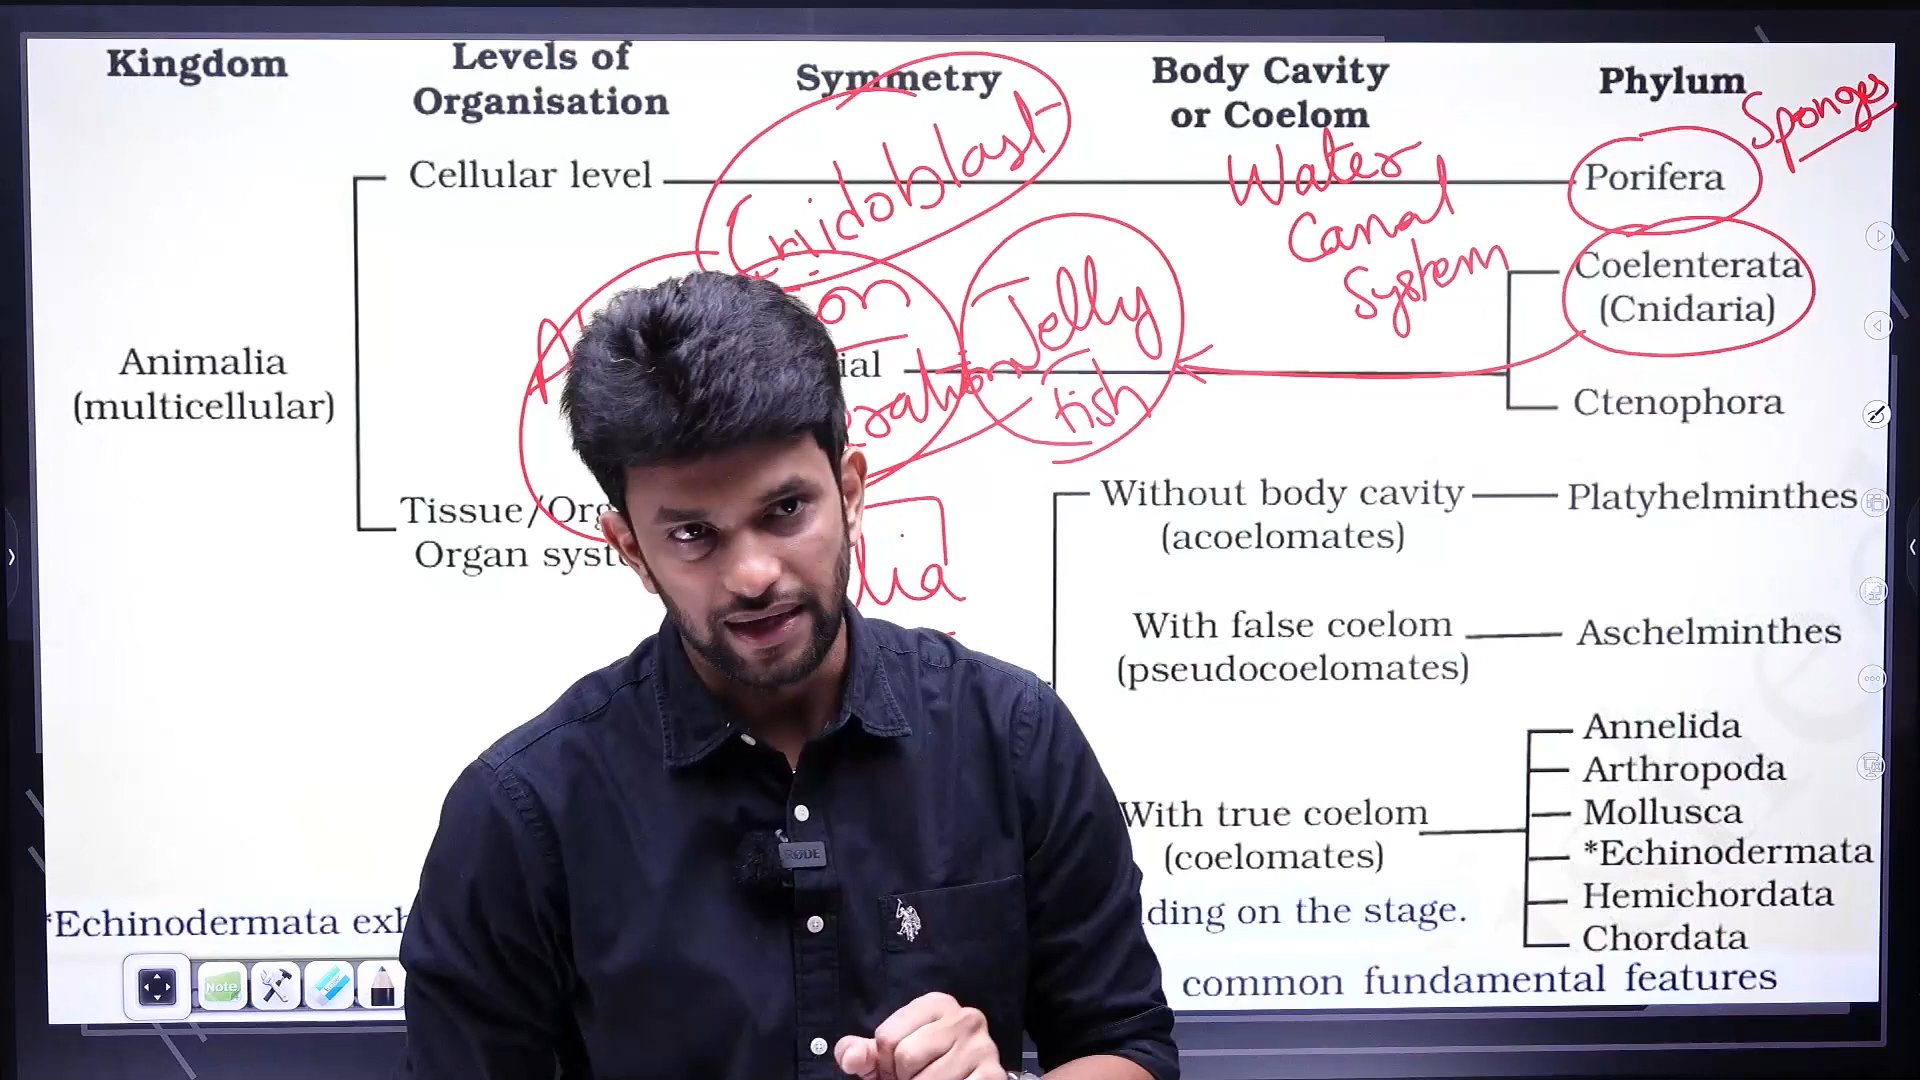 Kingdom
Levels of
Organisation
Symmetry
Body Cavity
or Coelom
Phylum
Sponges
Cellular level
Cnidoblast
Water
Canal
System
Porifera
Animalia
(multicellular)
ion
ial
Jelly
fish
Coelenterata
(Cnidaria)
Ctenophora
Tissue/Org
Organ syst
lia
Without body cavity
(acoelomates)
Platyhelminthes
With false coelom
(pseudocoelomates)
Aschelminthes
With true coelom
(coelomates)
Annelida
Arthropoda
Mollusca
*Echinodermata
Hemichordata
Chordata
*Echinodermata exh
ding on the stage.
common fundamental features
Note
RØDE